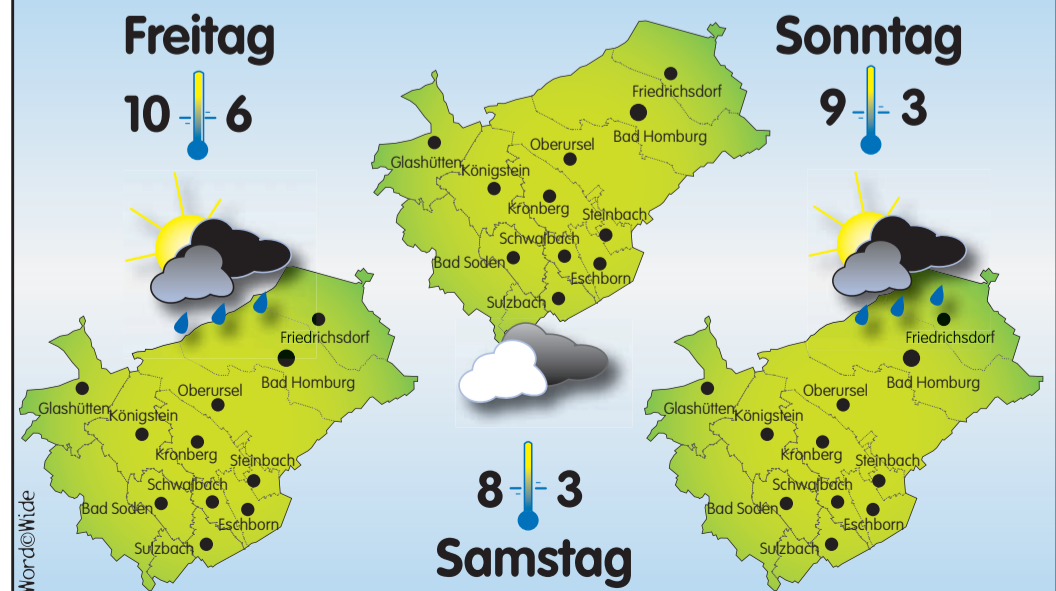 Freitag
10 6
Friedrichsdorf
Bad Homburg
Glashütten
Oberursel
Königstein
Kronberg
Steinbach
Schwalbach
Bad Soden
Eschborn
Sulzbach
Friedrichsdorf
Bad Homburg
Oberursel
Glashütten
Königstein
Kronberg
Steinbach
Schwalbach
Bad Soden
Eschborn
Sulzbach
8 3
Samstag
Sonntag
9 3
Friedrichsdorf
Bad Homburg
Glashütten
Oberursel
Königstein
Kronberg
Steinbach
Schwalbach
Bad Soden
Eschborn
Sulzbach
Word©Wide